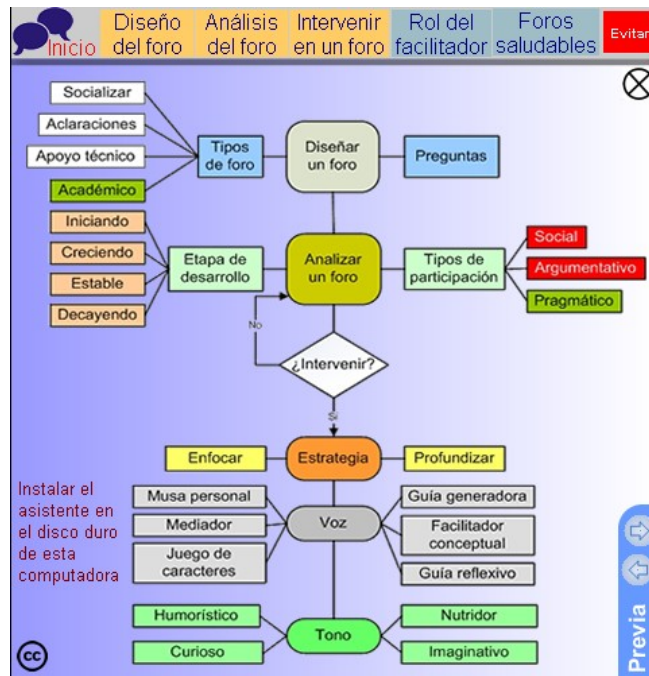 Inicio
Diseño
del foro
Análisis
del foro
Intervenir
en un foro
Rol del
facilitador
Foros
saludables
Evitar
Socializar
Aclaraciones
Apoyo técnico
Académico
Tipos
de foro
Diseñar
un foro
Preguntas
Iniciando
Creciendo
Estable
Decayendo
Etapa de
desarrollo
Analizar
un foro
Tipos de
participación
Social
Argumentativo
Pragmático
No
¿Intervenir?
Si
Enfocar
Estrategia
Profundizar
Instalar el
asistente en
el disco duro
de esta
computadora
Musa personal
Mediador
Juego de
caracteres
Voz
Guía generadora
Facilitador
conceptual
Guía reflexivo
Humorístico
Curioso
Tono
Nutridor
Imaginativo
Previa
cc